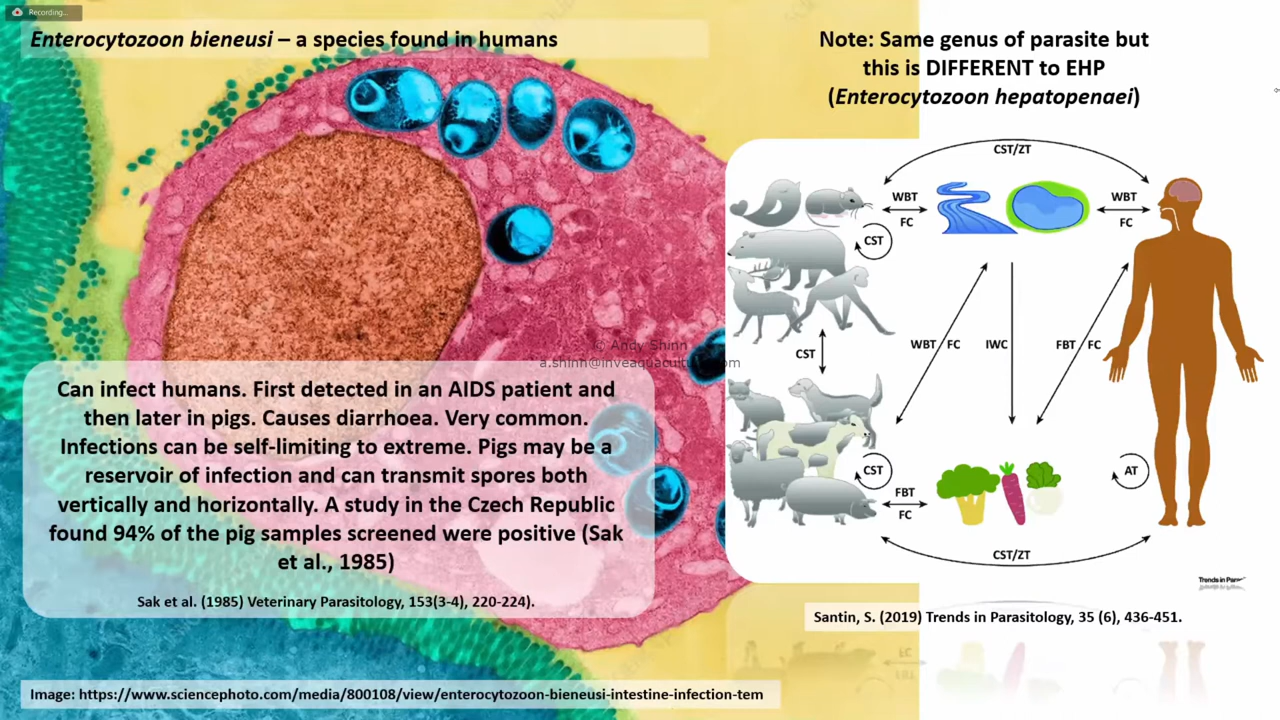 Recording...
Enterocytozoon bieneusi – a species found in humans
Note: Same genus of parasite but
this is DIFFERENT to EHP
(Enterocytozoon hepatopenaei)
CST/ZT
WBT
FC
WBT
FC
CST
CST
WBT
FC
IWC
FBT
FC
© Andy Shinn
a.shinn@inveaquaculture.com
Can infect humans. First detected in an AIDS patient and
then later in pigs. Causes diarrhoea. Very common.
Infections can be self-limiting to extreme. Pigs may be a
reservoir of infection and can transmit spores both
vertically and horizontally. A study in the Czech Republic
found 94% of the pig samples screened were positive (Sak
et al., 1985)
Sak et al. (1985) Veterinary Parasitology, 153(3-4), 220-224).
CST
FBT
FC
AT
CST/ZT
Trends in
Santin, S. (2019) Trends in Parasitology, 35 (6), 436-451.
Image: https://www.sciencephoto.com/media/800108/view/enterocytozoon-bieneusi-intestine-infection-tem